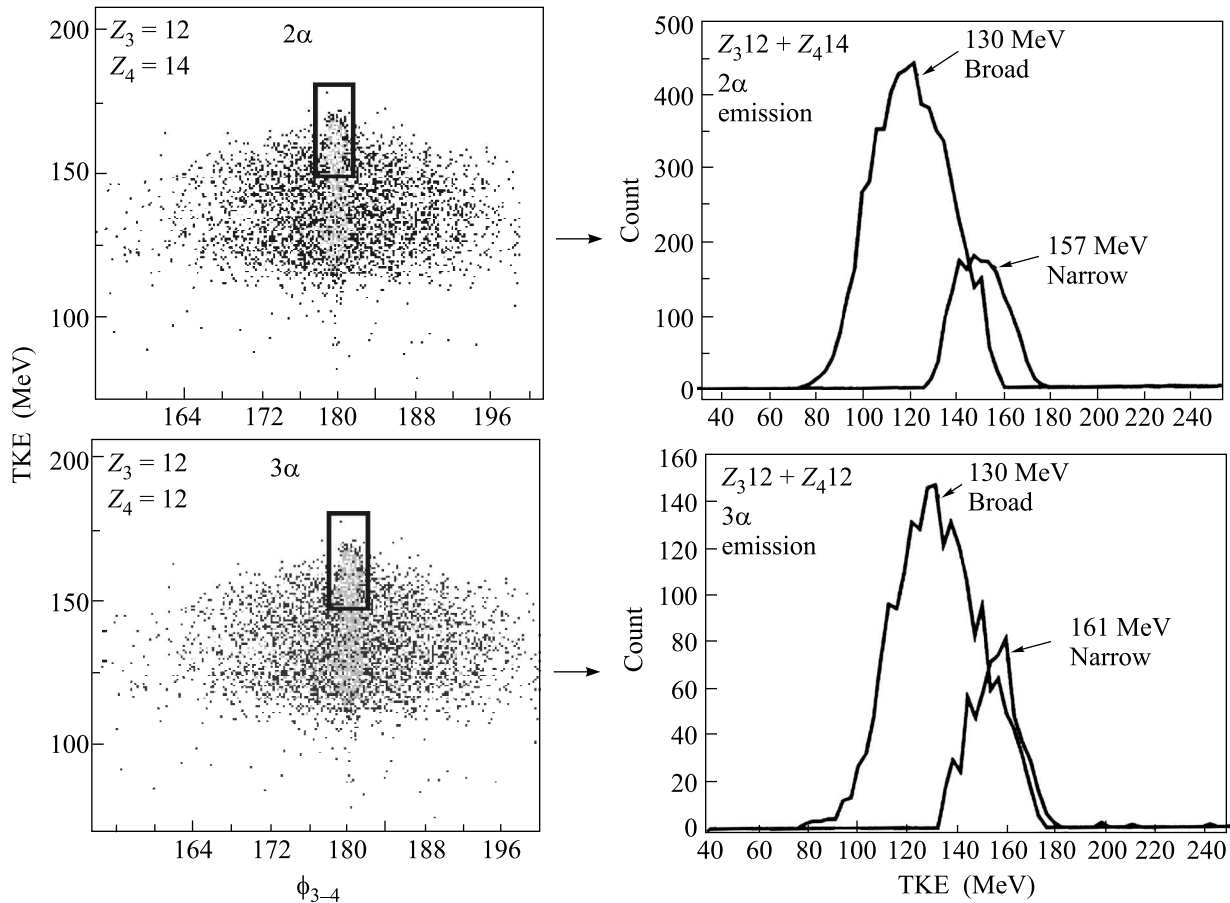 TKE (MeV)
200
150
100
Z₃ = 12
Z₄ = 14
2α
164 172 180 188 196
500
400
300
200
100
0
Count
Z₃12 + Z₄14
2α
emission
130 MeV
Broad
157 MeV
Narrow
40 60 80 100 120 140 160 180 200 220 240
200
150
100
Z₃ = 12
Z₄ = 12
3α
164 172 180 188 196
ϕ₃₋₄
160
140
120
100
80
60
40
20
0
Count
Z₃12 + Z₄12
3α
emission
130 MeV
Broad
161 MeV
Narrow
40 60 80 100 120 140 160 180 200 220 240
TKE (MeV)